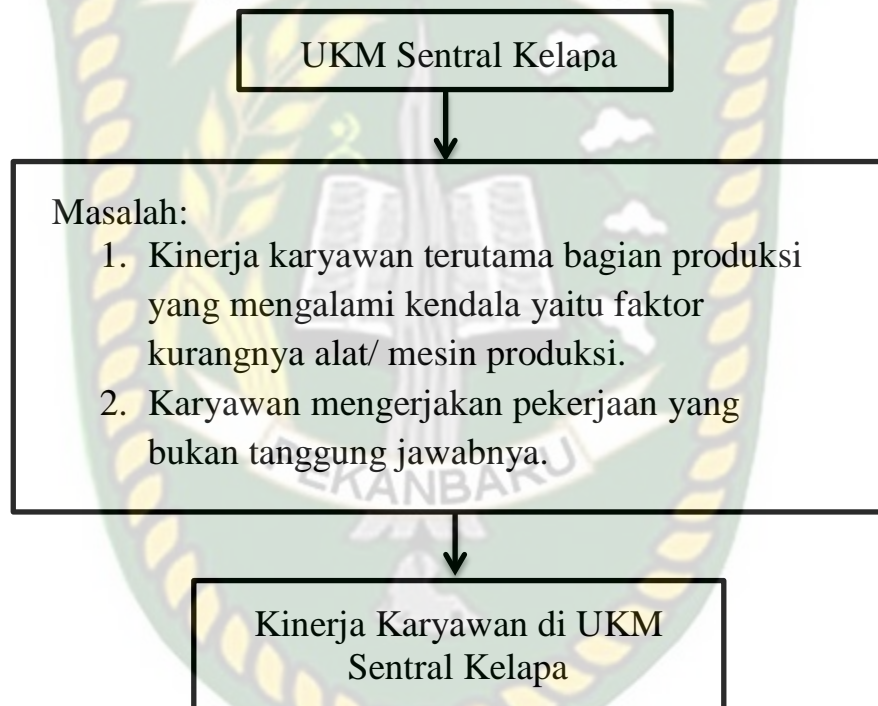 UKM Sentral Kelapa
Masalah:
1. Kinerja karyawan terutama bagian produksi
yang mengalami kendala yaitu faktor
kurangnya alat/ mesin produksi.
2. Karyawan mengerjakan pekerjaan yang
bukan tanggung jawabnya.
PEKANBARU
Kinerja Karyawan di UKM
Sentral Kelapa